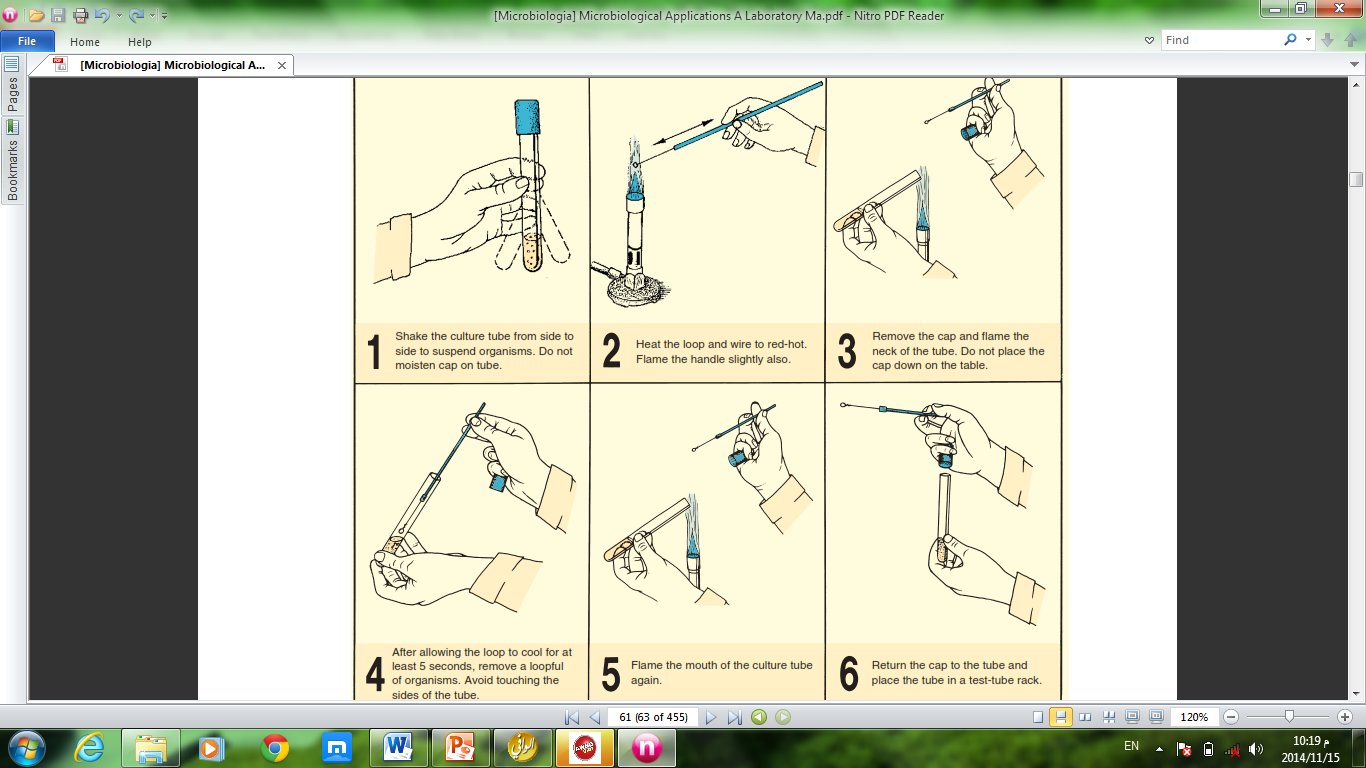 [Microbiologia] Microbiological Applications A Laboratory Ma.pdf - Nitro PDF Reader
File
Home
Help
Find
[Microbiologia] Microbiological A...
Pages
Bookmarks
1
Shake the culture tube from side to
side to suspend organisms. Do not
moisten cap on tube.
2
Heat the loop and wire to red-hot.
Flame the handle slightly also.
3
Remove the cap and flame the
neck of the tube. Do not place the
cap down on the table.
4
After allowing the loop to cool for at
least 5 seconds, remove a loopful
of organisms. Avoid touching the
sides of the tube.
5
Flame the mouth of the culture tube
again.
6
Return the cap to the tube and
place the tube in a test-tube rack.
61 (63 of 455)
120%
EN
10:19 م
2014/11/15